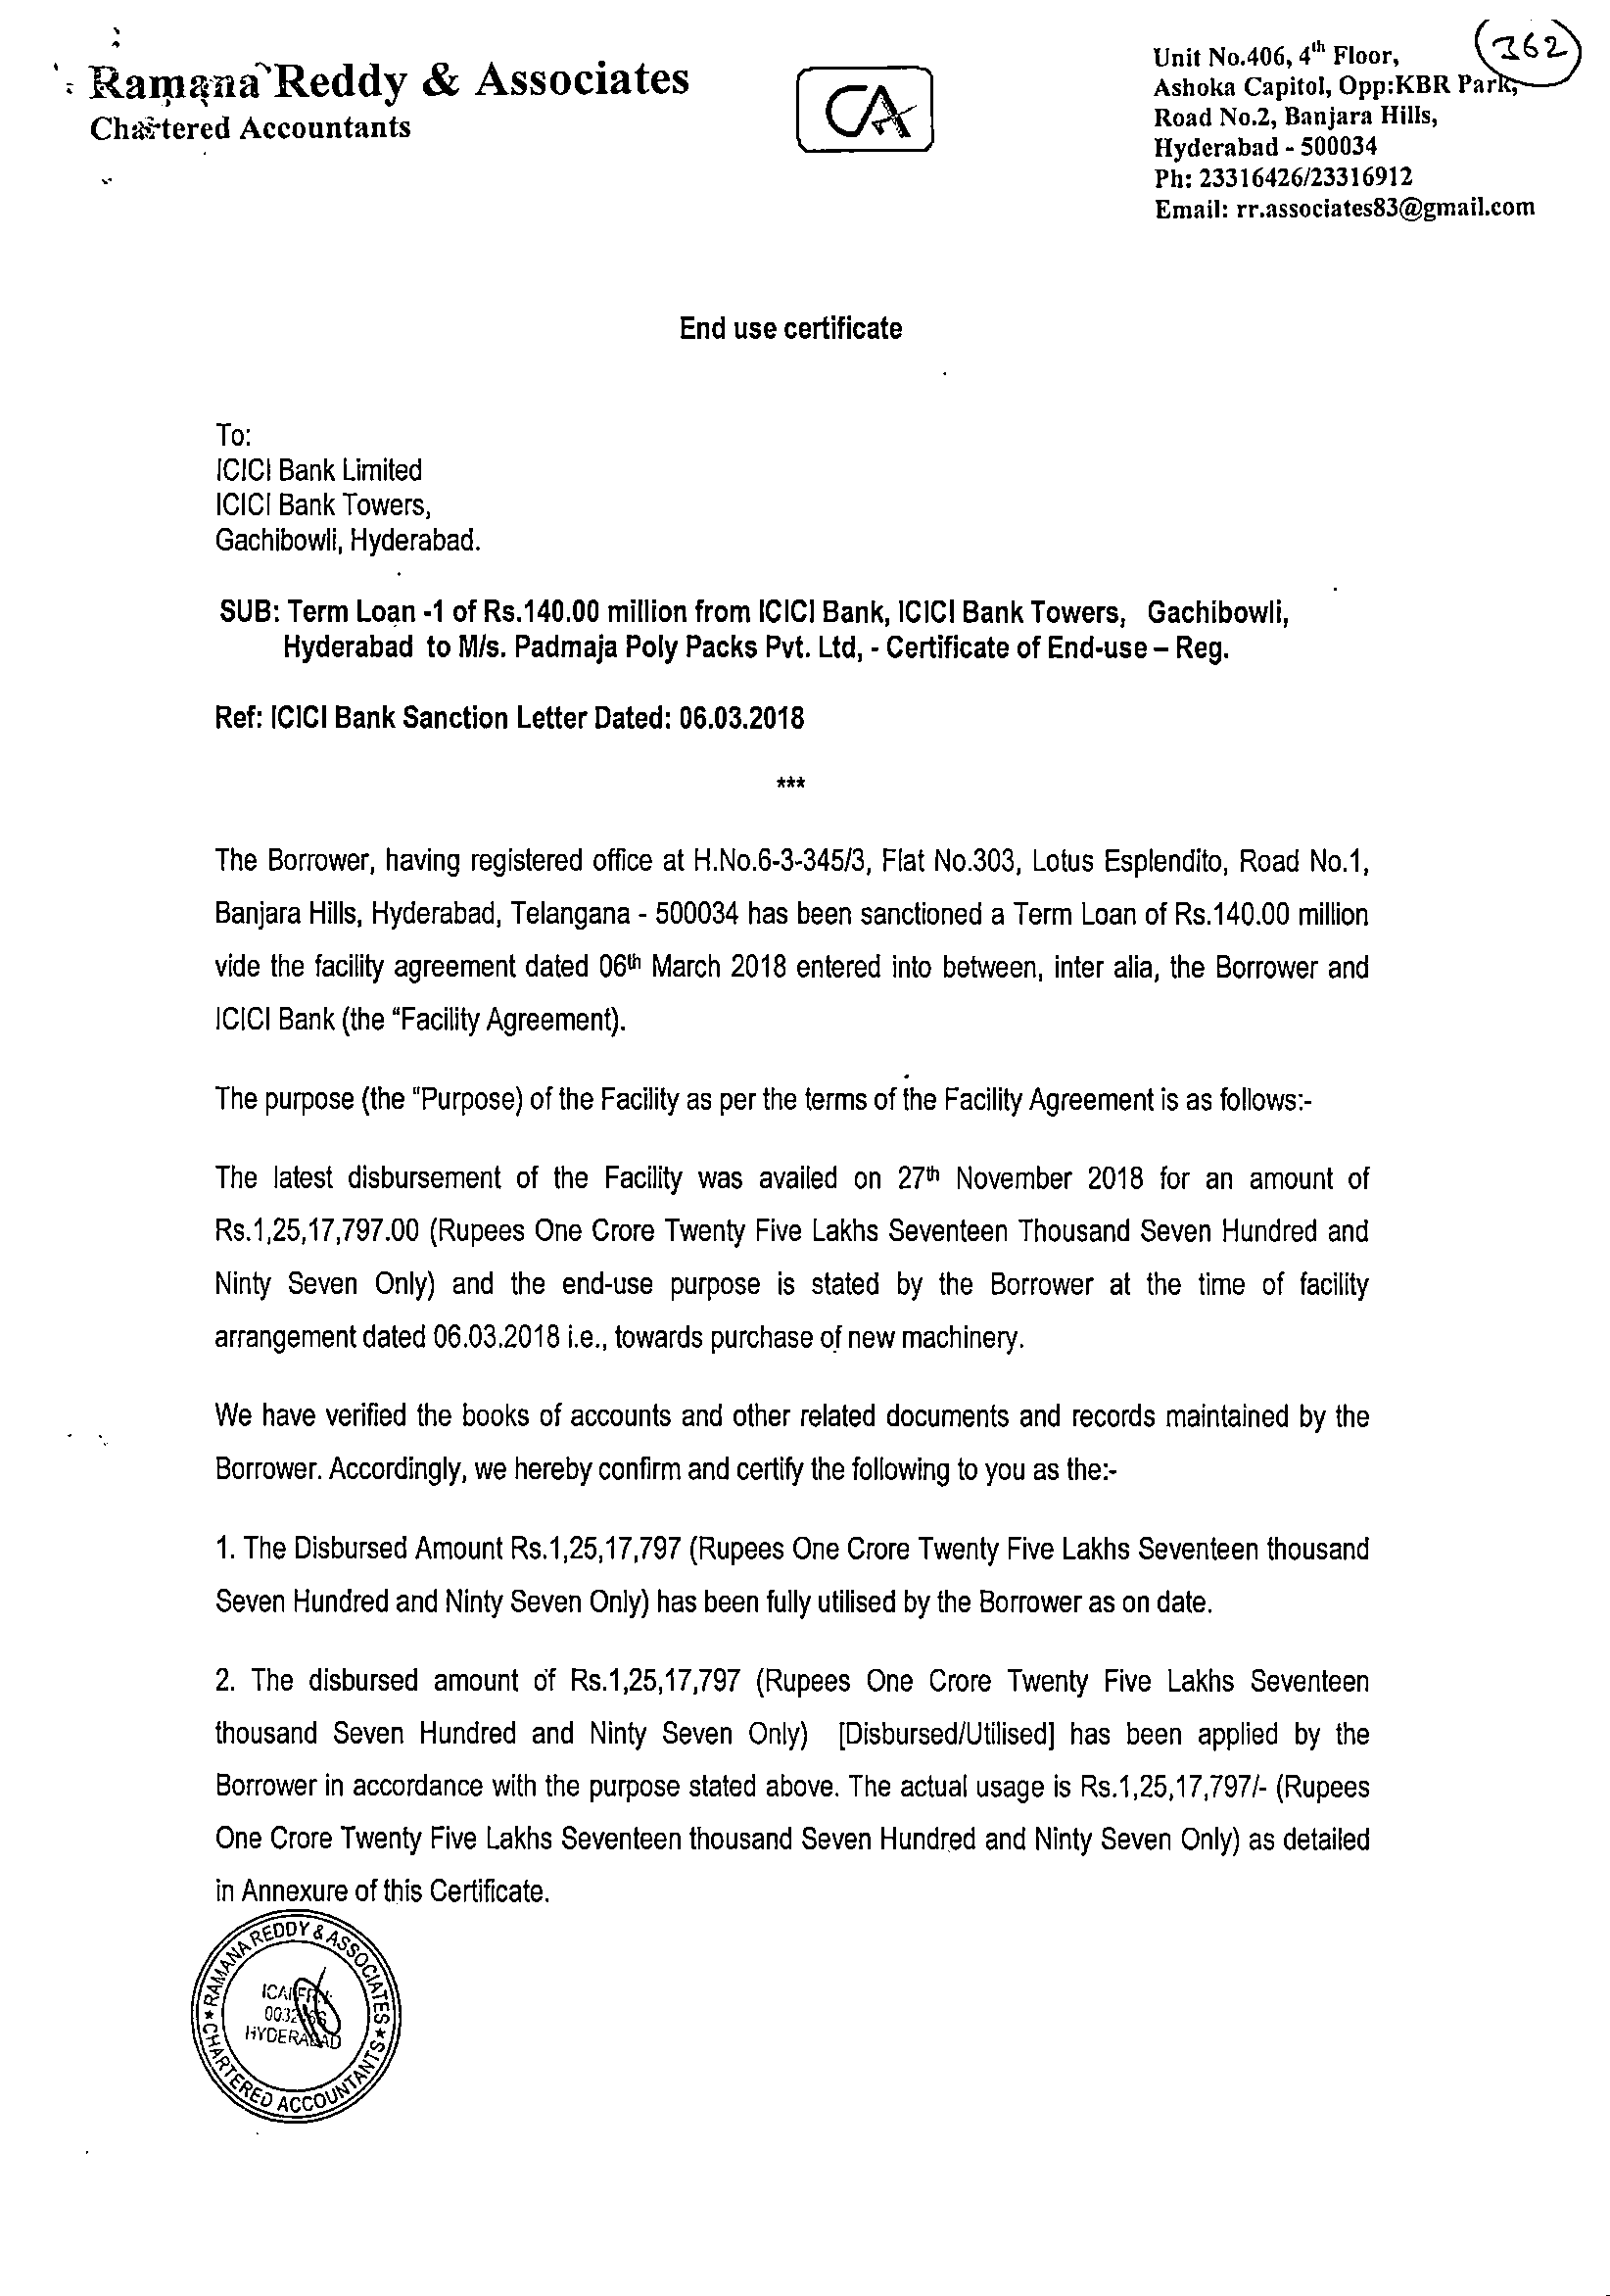 Ramana Reddy & Associates
Chartered Accountants
CA
Unit No.406, 4th Floor,
362
Ashoka Capitol, Opp:KBR Park,
Road No.2, Banjara Hills,
Hyderabad - 500034
Ph: 23316426/23316912
Email: rr.associates83@gmail.com
End use certificate
To:
ICICI Bank Limited
ICICI Bank Towers,
Gachibowli, Hyderabad.
SUB: Term Loan -1 of Rs.140.00 million from ICICI Bank, ICICI Bank Towers, Gachibowli,
Hyderabad to M/s. Padmaja Poly Packs Pvt. Ltd, - Certificate of End-use – Reg.
Ref: ICICI Bank Sanction Letter Dated: 06.03.2018
***
The Borrower, having registered office at H.No.6-3-345/3, Flat No.303, Lotus Esplendito, Road No.1,
Banjara Hills, Hyderabad, Telangana - 500034 has been sanctioned a Term Loan of Rs.140.00 million
vide the facility agreement dated 06th March 2018 entered into between, inter alia, the Borrower and
ICICI Bank (the “Facility Agreement).
The purpose (the "Purpose) of the Facility as per the terms of the Facility Agreement is as follows:-
The latest disbursement of the Facility was availed on 27th November 2018 for an amount of
Rs.1,25,17,797.00 (Rupees One Crore Twenty Five Lakhs Seventeen Thousand Seven Hundred and
Ninty Seven Only) and the end-use purpose is stated by the Borrower at the time of facility
arrangement dated 06.03.2018 i.e., towards purchase of new machinery.
We have verified the books of accounts and other related documents and records maintained by the
Borrower. Accordingly, we hereby confirm and certify the following to you as the:-
1. The Disbursed Amount Rs.1,25,17,797 (Rupees One Crore Twenty Five Lakhs Seventeen thousand
Seven Hundred and Ninty Seven Only) has been fully utilised by the Borrower as on date.
2. The disbursed amount of Rs.1,25,17,797 (Rupees One Crore Twenty Five Lakhs Seventeen
thousand Seven Hundred and Ninty Seven Only) [Disbursed/Utilised] has been applied by the
Borrower in accordance with the purpose stated above. The actual usage is Rs.1,25,17,797/- (Rupees
One Crore Twenty Five Lakhs Seventeen thousand Seven Hundred and Ninty Seven Only) as detailed
in Annexure of this Certificate.
RAMANA REDDY & ASSOCIATES
ICAI
HYDERABAD
CHARTERED ACCOUNTANTS